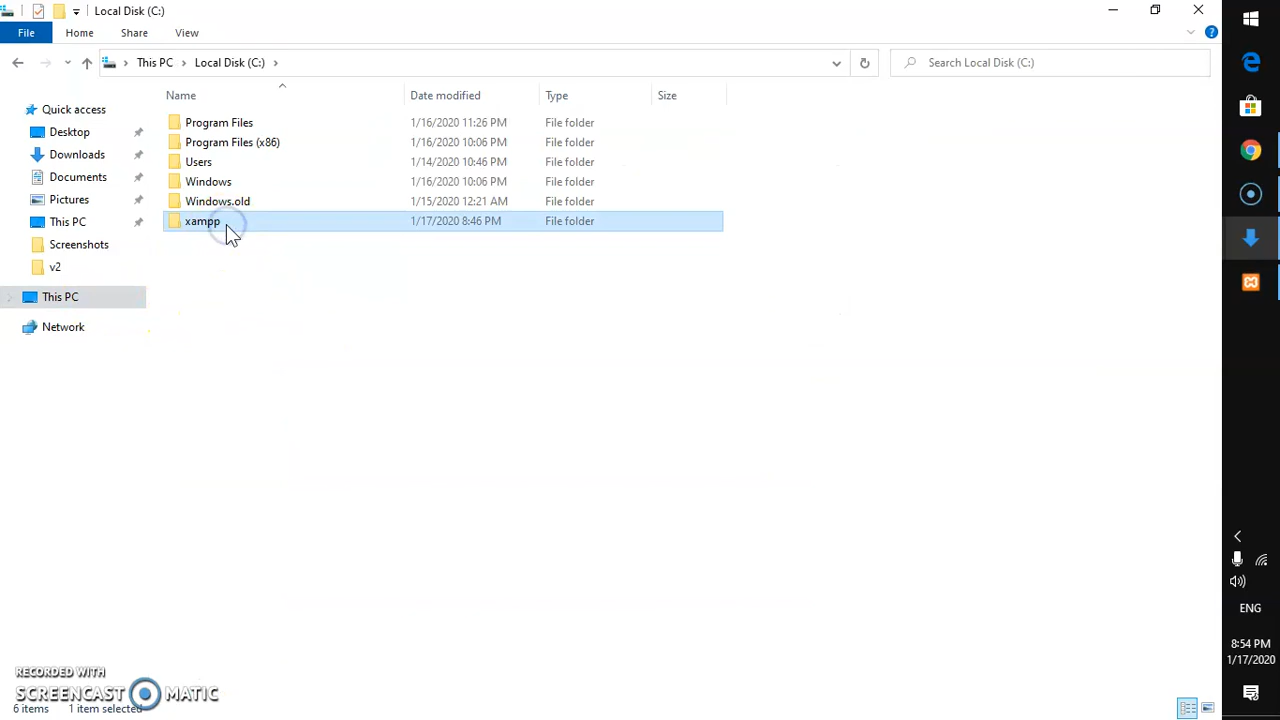 Local Disk (C:)
File Home Share View
This PC Local Disk (C:) Search Local Disk (C:)
Name Date modified Type Size
Quick access
Desktop
Downloads
Documents
Pictures
This PC
Screenshots
v2
This PC
Network
Program Files 1/16/2020 11:26 PM File folder
Program Files (x86) 1/16/2020 10:06 PM File folder
Users 1/14/2020 10:46 PM File folder
Windows 1/16/2020 10:06 PM File folder
Windows.old 1/15/2020 12:21 AM File folder
xampp 1/17/2020 8:46 PM File folder
ENG
8:54 PM
1/17/2020
RECORDED WITH
SCREENCAST MATIC
6 items 1 item selected